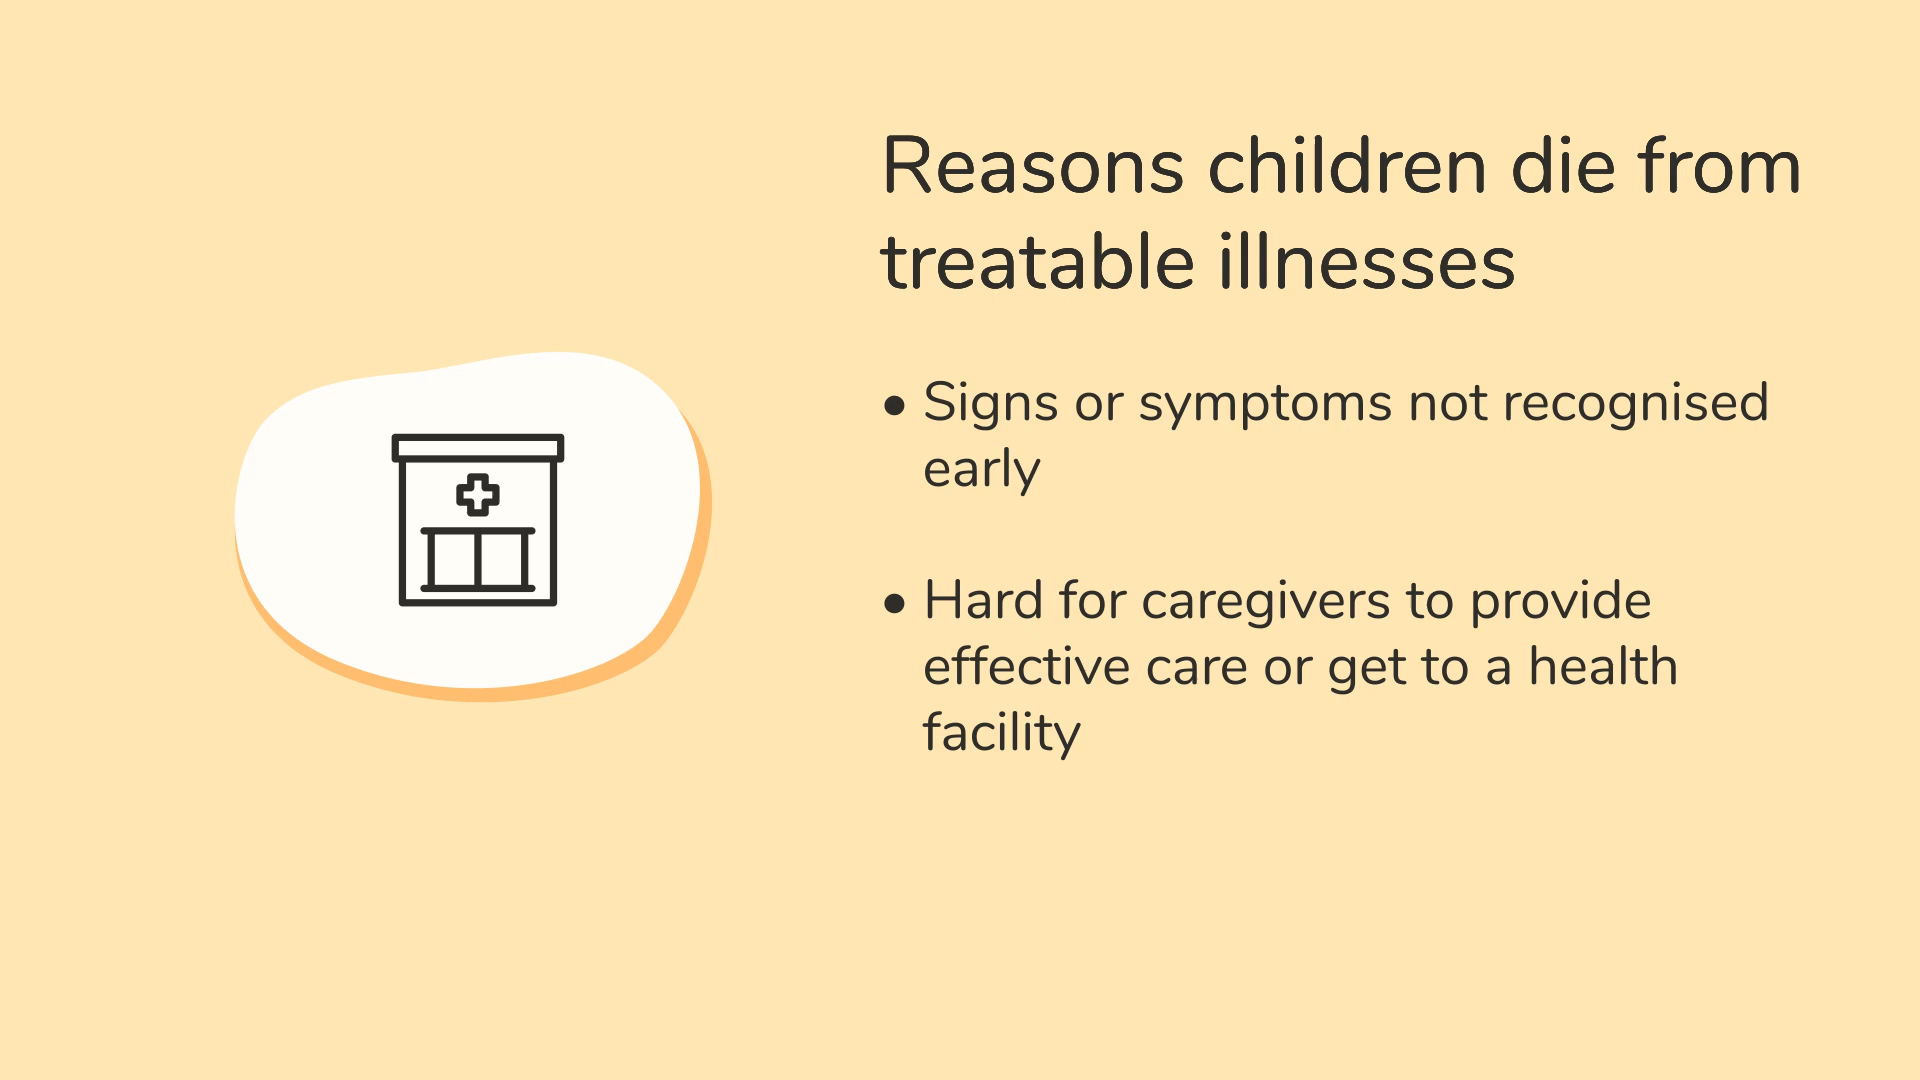 Reasons children die from
treatable illnesses
• Signs or symptoms not recognised
early
• Hard for caregivers to provide
effective care or get to a health
facility